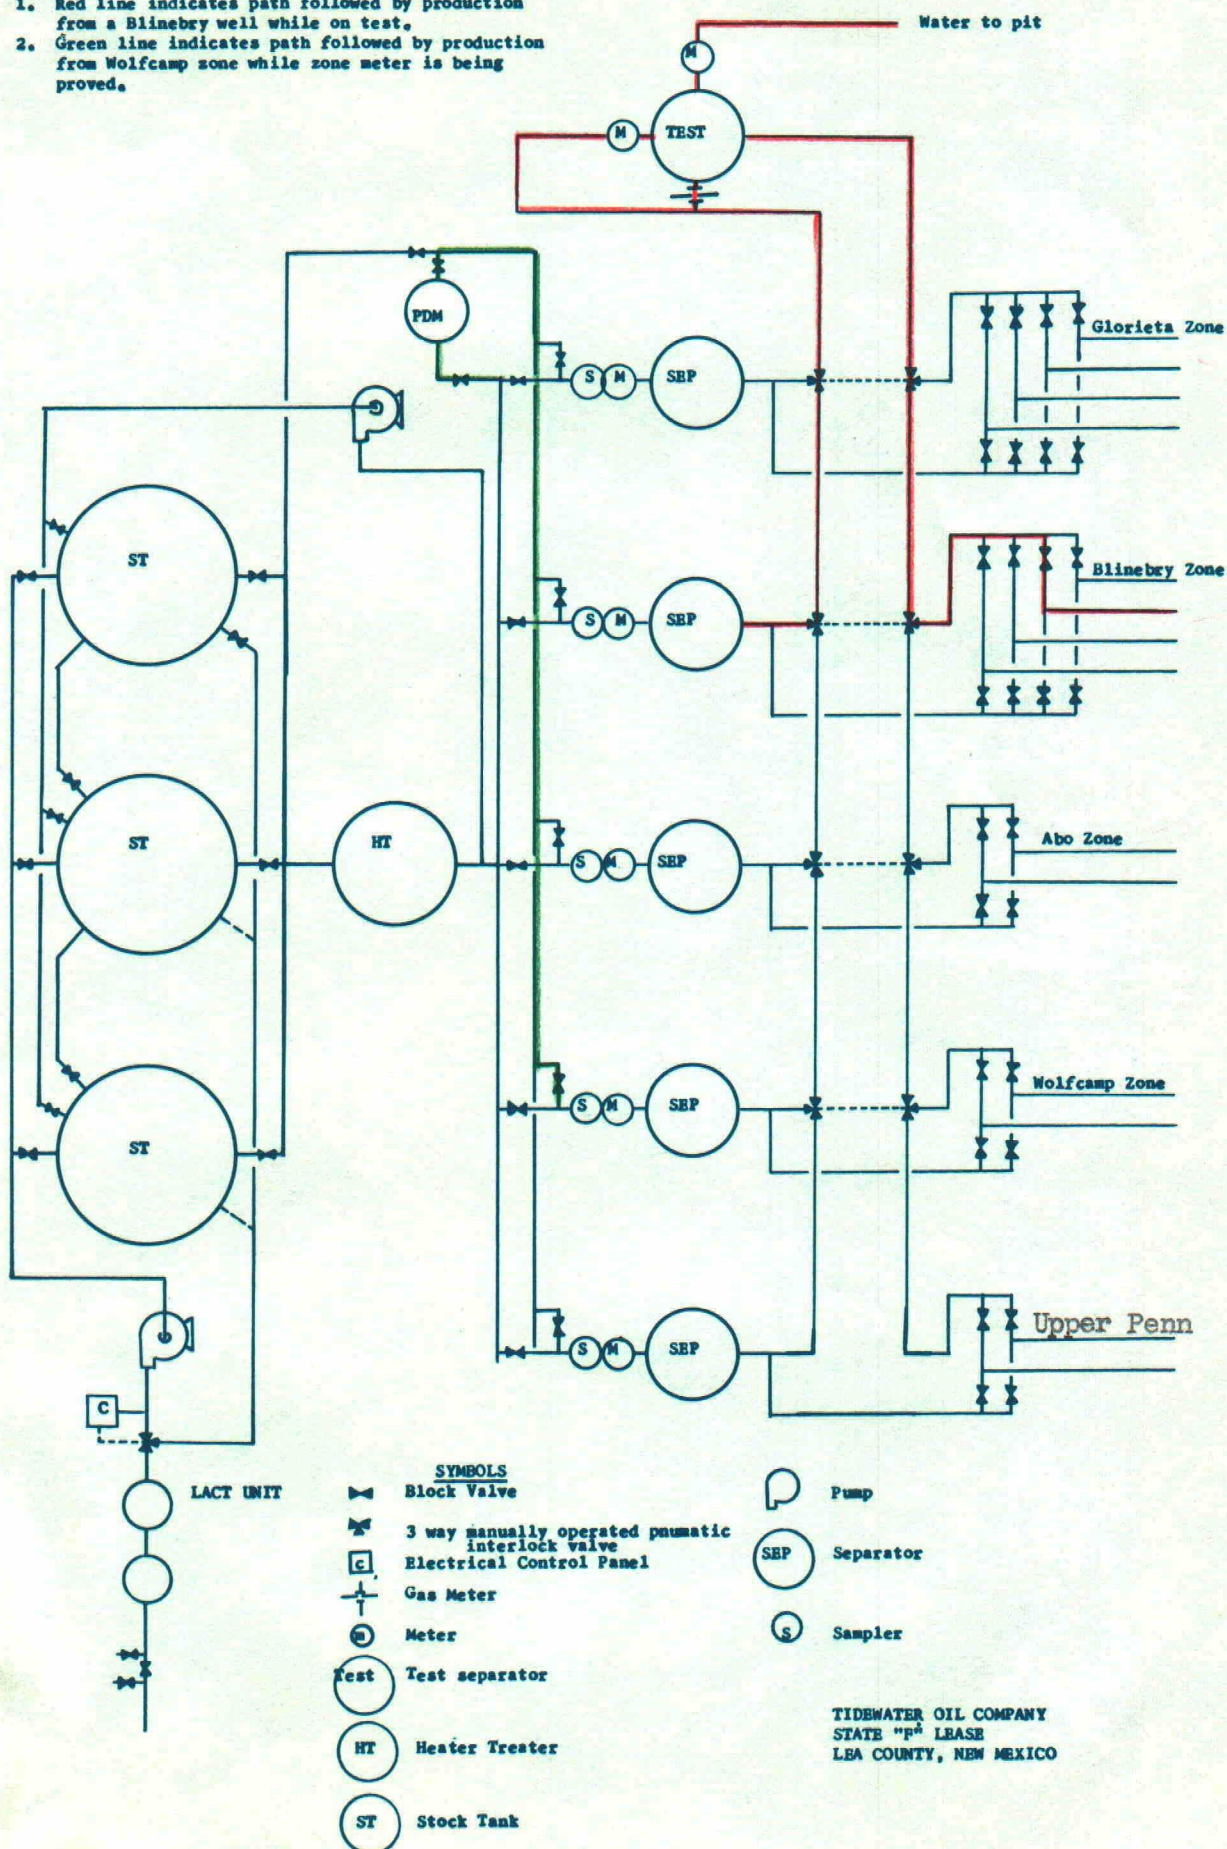 1. Red line indicates path followed by production
from a Blinebry well while on test.
2. Green line indicates path followed by production
from Wolfcamp zone while zone meter is being
proved.
Water to pit
M
M
TEST
PDM
S M SEP
Glorieta Zone
ST
S M SEP
Blinebry Zone
ST
HT
S M SEP
Abo Zone
ST
S M SEP
Wolfcamp Zone
S M SEP
Upper Penn
C
LACT UNIT
SYMBOLS
Block Valve
3 way manually operated pnumatic
interlock valve
C Electrical Control Panel
Gas Meter
m Meter
Test Test separator
HT Heater Treater
ST Stock Tank
Pump
SEP Separator
S Sampler
TIDEWATER OIL COMPANY
STATE "F" LEASE
LEA COUNTY, NEW MEXICO